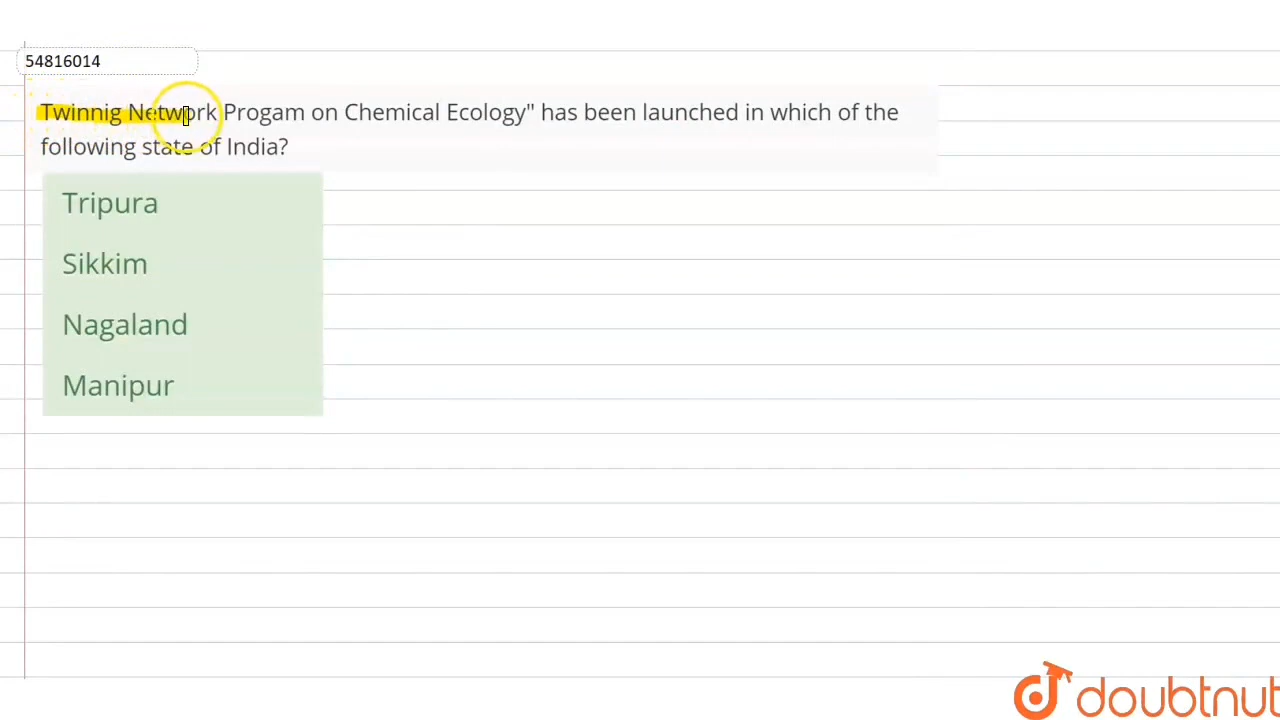 54816014
Twinnig Network Progam on Chemical Ecology" has been launched in which of the
following state of India?
Tripura
Sikkim
Nagaland
Manipur
doubtnut